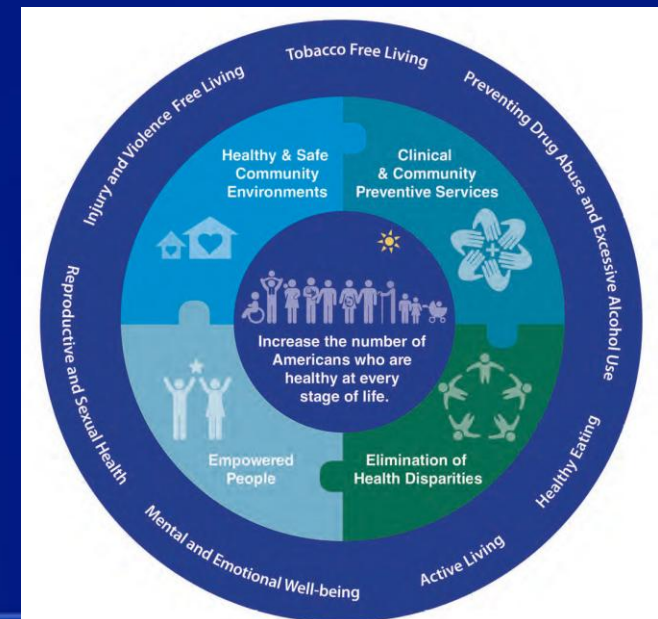 Tobacco Free Living
Preventing Drug Abuse and Excessive Alcohol Use
Healthy Eating
Active Living
Mental and Emotional Well-being
Reproductive and Sexual Health
Injury and Violence Free Living
Healthy & Safe
Community
Environments
Clinical
& Community
Preventive Services
Increase the number of
Americans who are
healthy at every
stage of life.
Empowered
People
Elimination of
Health Disparities